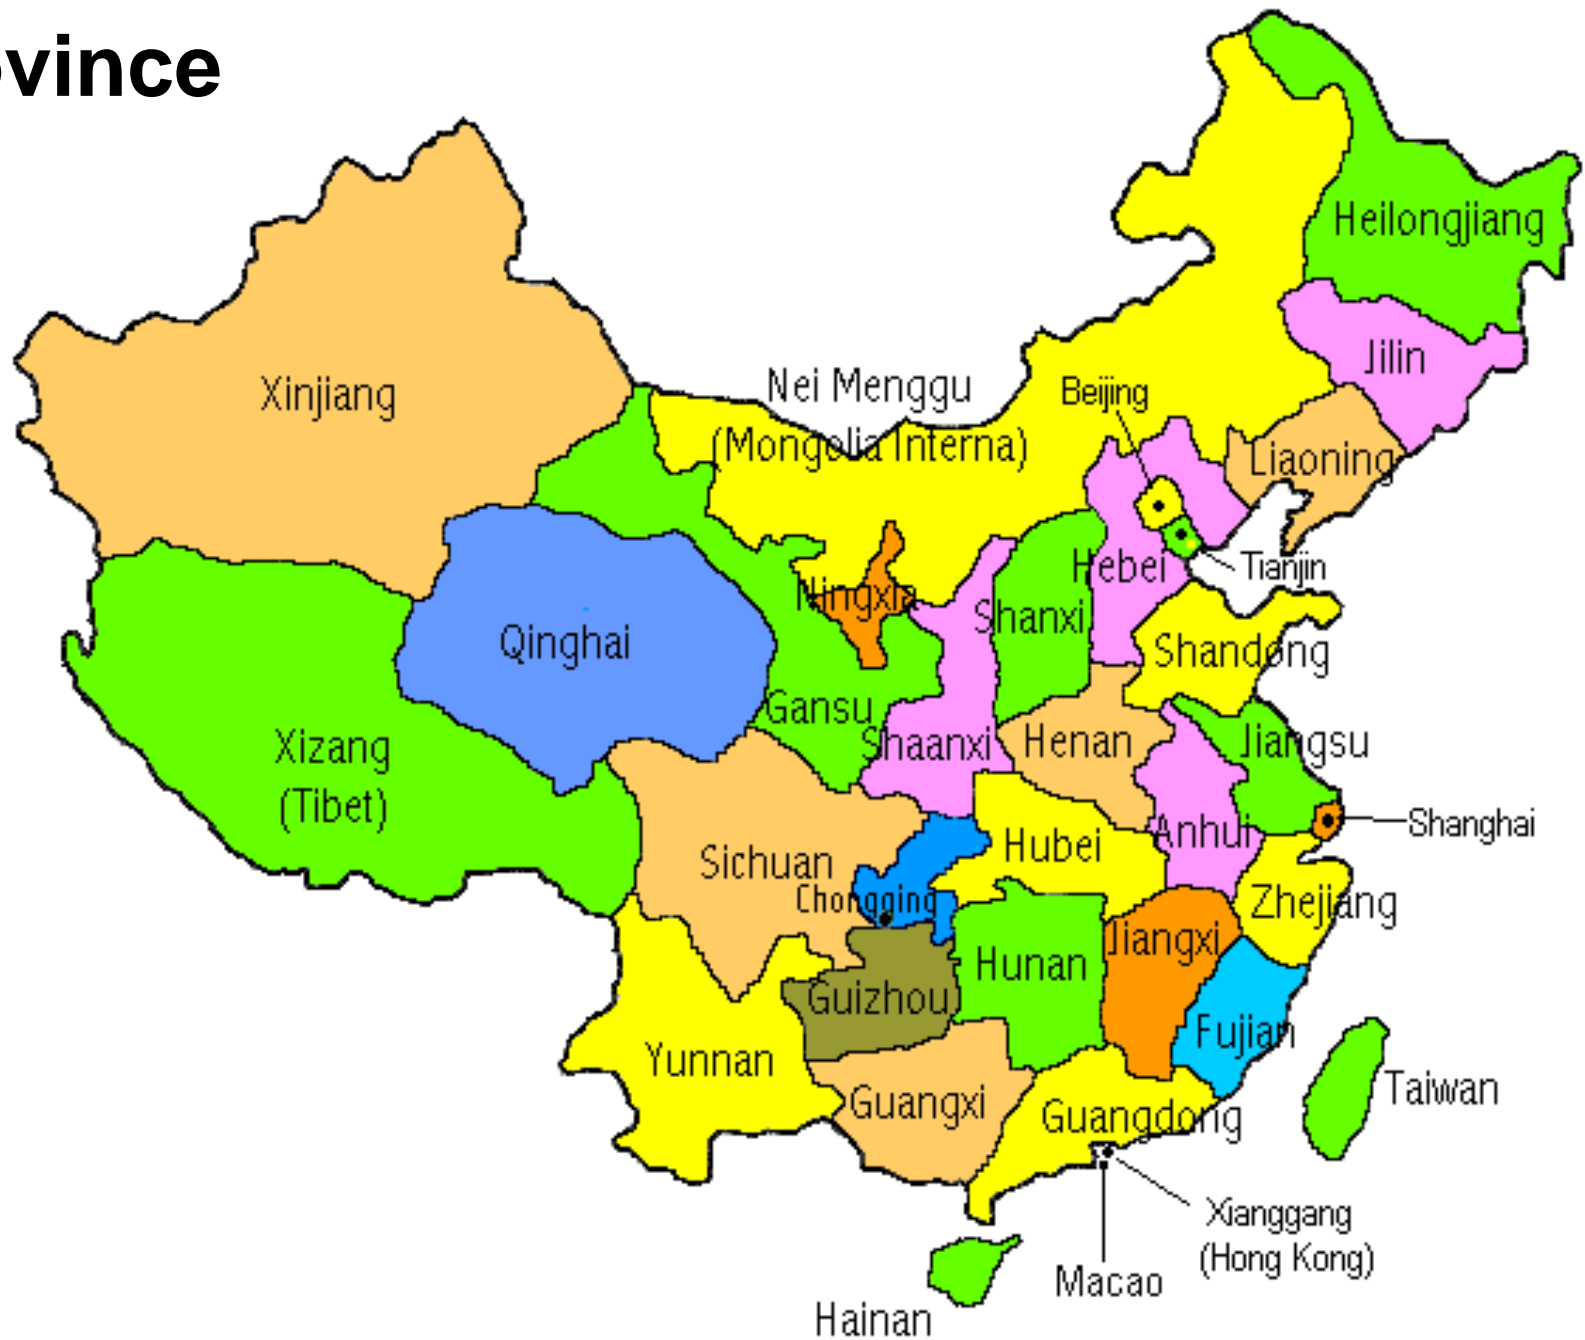 ovince
Heilongjiang
Jilin
Nei Menggu
(Mongolia Interna)
Beijing
Xinjiang
Liaoning
Hebei
Tianjin
Ningxia
Shanxi
Qinghai
Shandong
Gansu
Shaanxi
Henan
Jiangsu
Xizang
(Tibet)
Shanghai
Anhui
Hubei
Sichuan
Chongqing
Zhejiang
Jiangxi
Hunan
Guizhou
Fujian
Yunnan
Taiwan
Guangxi
Guangdong
Xianggang
(Hong Kong)
Macao
Hainan